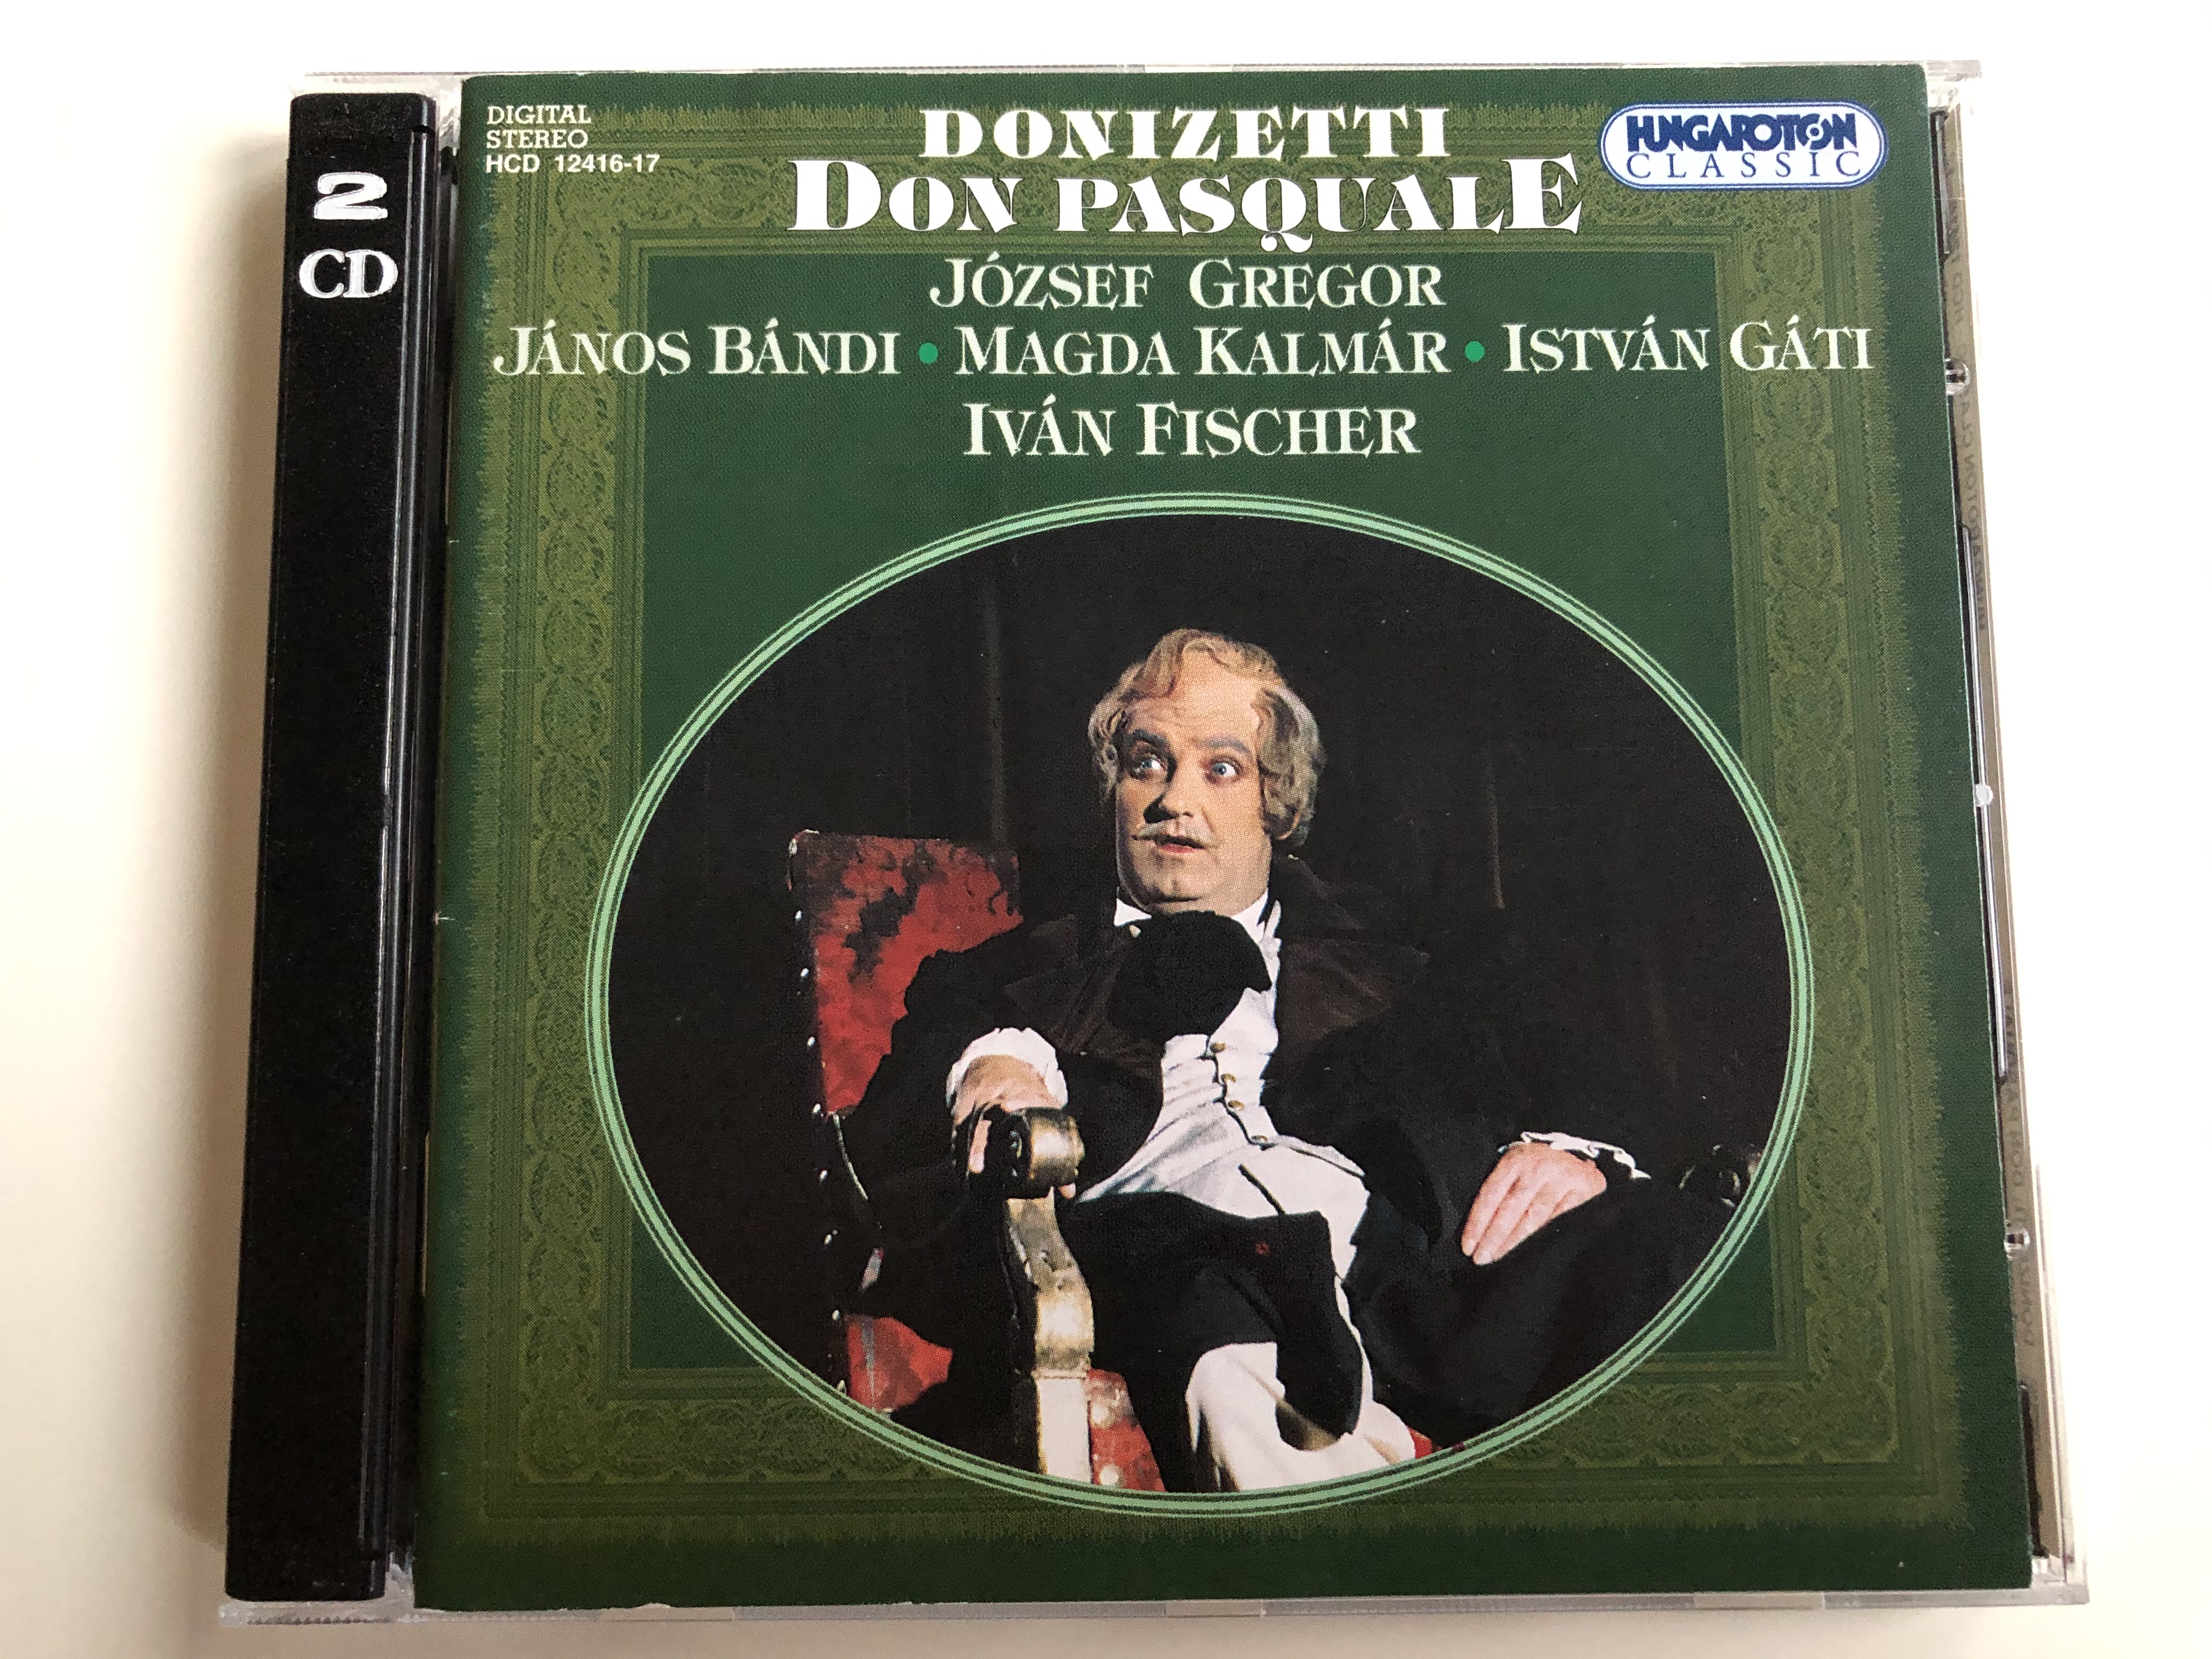 2
CD
DIGITAL
STEREO
HCD 12416-17
DONIZETTI
DON PASQUALE
HUNGAROTON
CLASSIC
JÓZSEF GREGOR
JÁNOS BÁNDI • MAGDA KALMÁR • ISTVÁN GÁTI
IVÁN FISCHER